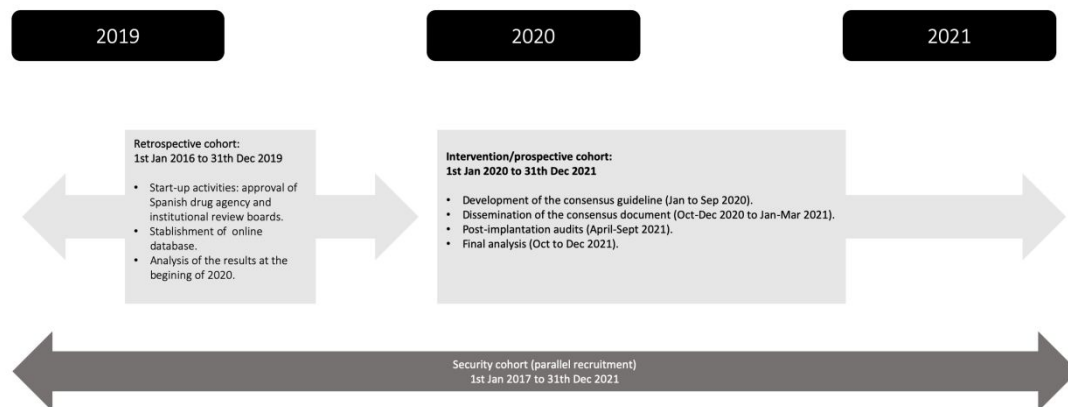 2019
2020
2021
Retrospective cohort:
1st Jan 2016 to 31th Dec 2019
• Start-up activities: approval of
Spanish drug agency and
institutional review boards.
• Stablishment of online
database.
• Analysis of the results at the
begining of 2020.
Intervention/prospective cohort:
1st Jan 2020 to 31th Dec 2021
• Development of the consensus guideline (Jan to Sep 2020).
• Dissemination of the consensus document (Oct-Dec 2020 to Jan-Mar 2021).
• Post-implantation audits (April-Sept 2021).
• Final analysis (Oct to Dec 2021).
Security cohort (parallel recruitment)
1st Jan 2017 to 31th Dec 2021